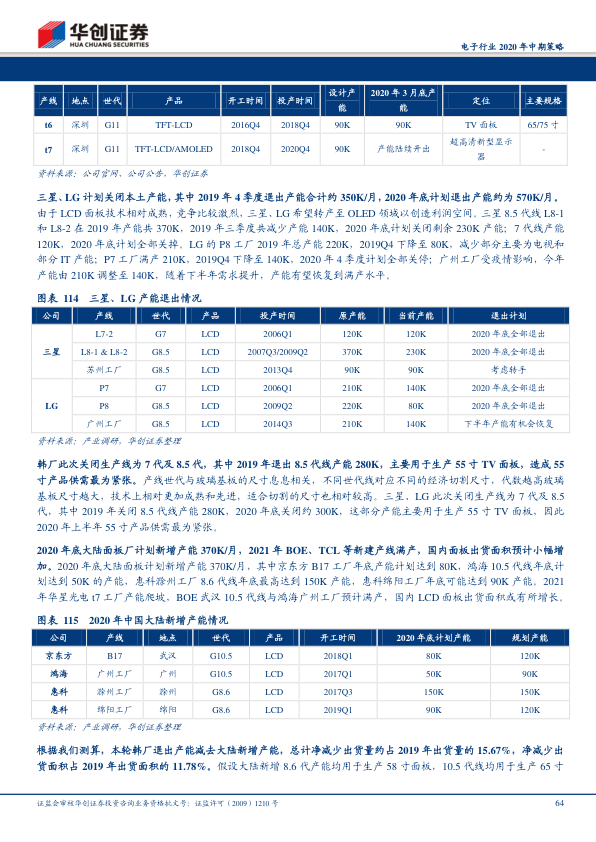 华创证券
HUA CHUANG SECURITIES
电子行业 2020 年中期策略
产线 地点 世代 产品 开工时间 投产时间 设计产能 2020 年 3 月底产能 定位 主要规格
t6 深圳 G11 TFT-LCD 2016Q4 2018Q4 90K 90K TV 面板 65/75 寸
t7 深圳 G11 TFT-LCD/AMOLED 2018Q4 2020Q4 90K 产能陆续开出 超高清新型显示器 -
资料来源：公司官网、公司公告，华创证券
三星、LG 计划关闭本土产能，其中 2019 年 4 季度退出产能合计约 350K/月，2020 年底计划退出产能约为 570K/月。
由于 LCD 面板技术相对成熟，竞争比较激烈，三星、LG 希望转产至 OLED 领域以创造利润空间。三星 8.5 代线 L8-1
和 L8-2 在 2019 年产能共 370K，2019 年三季度共减少产能 140K，2020 年底计划关闭剩余 230K 产能；7 代线产能
120K，2020 年底计划全部关掉。LG 的 P8 工厂 2019 年总产能 220K，2019Q4 下降至 80K，减少部分主要为电视和
部分 IT 产能；P7 工厂满产 210K，2019Q4 下降至 140K，2020 年 4 季度计划全部关停；广州工厂受疫情影响，今年
产能由 210K 调整至 140K，随着下半年需求提升，产能有望恢复到满产水平。
图表 114 三星、LG 产能退出情况
公司 产线 世代 产品 投产时间 原产能 当前产能 退出计划
三星 L7-2 G7 LCD 2006Q1 120K 120K 2020 年底全部退出
L8-1 & L8-2 G8.5 LCD 2007Q3/2009Q2 370K 230K 2020 年底全部退出
苏州工厂 G8.5 LCD 2013Q4 90K 90K 考虑转手
LG P7 G7 LCD 2006Q1 210K 140K 2020 年底全部退出
P8 G8.5 LCD 2009Q2 220K 80K 2020 年底全部退出
广州工厂 G8.5 LCD 2014Q3 210K 140K 下半年产能有机会恢复
资料来源：产业调研，华创证券整理
韩厂此次关闭生产线为 7 代及 8.5 代，其中 2019 年退出 8.5 代线产能 280K，主要用于生产 55 寸 TV 面板，造成 55
寸产品供需最为紧张。产线世代与玻璃基板的尺寸息息相关，不同世代线对应不同的经济切割尺寸，代数越高玻璃
基板尺寸越大，技术上相对更加成熟和先进，适合切割的尺寸也相对较高。三星、LG 此次关闭生产线为 7 代及 8.5
代，其中 2019 年关闭 8.5 代线产能 280K，2020 年底关闭约 300K，这部分产能主要用于生产 55 寸 TV 面板，因此
2020 年上半年 55 寸产品供需最为紧张。
2020 年底大陆面板厂计划新增产能 370K/月，2021 年 BOE、TCL 等新建产线满产，国内面板出货面积预计小幅增
加。2020 年底大陆面板计划新增产能 370K/月，其中京东方 B17 工厂年底产能计划达到 80K，鸿海 10.5 代线年底计
划达到 50K 的产能，惠科滁州工厂 8.6 代线年底最高达到 150K 产能，惠科绵阳工厂年底可能达到 90K 产能。2021
年华星光电 t7 工厂产能爬坡，BOE 武汉 10.5 代线与鸿海广州工厂预计满产，国内 LCD 面板出货面积或有所增长。
图表 115 2020 年中国大陆新增产能情况
公司 产线 地点 世代 产品 开工时间 2020 年底计划产能 规划产能
京东方 B17 武汉 G10.5 LCD 2018Q1 80K 120K
鸿海 广州工厂 广州 G10.5 LCD 2017Q1 50K 90K
惠科 滁州工厂 滁州 G8.6 LCD 2017Q3 150K 150K
惠科 绵阳工厂 绵阳 G8.6 LCD 2019Q1 90K 120K
资料来源：产业调研，华创证券整理
根据我们测算，本轮韩厂退出产能减去大陆新增产能，总计净减少出货量约占 2019 年出货量的 15.67%，净减少出
货面积占 2019 年出货面积的 11.78%。假设大陆新增 8.6 代产能均用于生产 58 寸面板，10.5 代线均用于生产 65 寸
证监会审核华创证券投资咨询业务资格批文号：证监许可（2009）1210 号
64